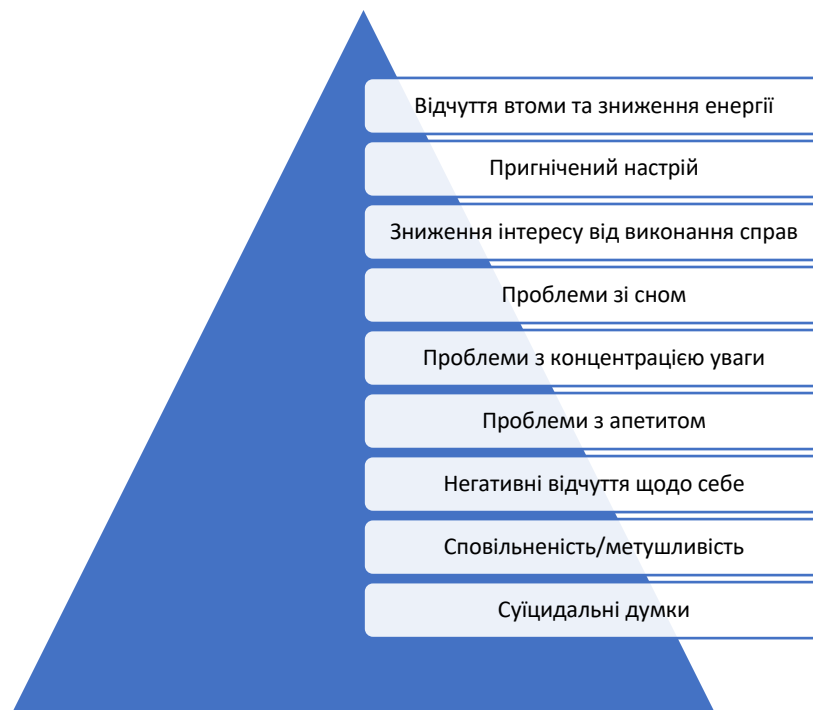 Відчуття втоми та зниження енергії
Пригнічений настрій
Зниження інтересу від виконання справ
Проблеми зі сном
Проблеми з концентрацією уваги
Проблеми з апетитом
Негативні відчуття щодо себе
Сповільненість/метушливість
Суїцидальні думки